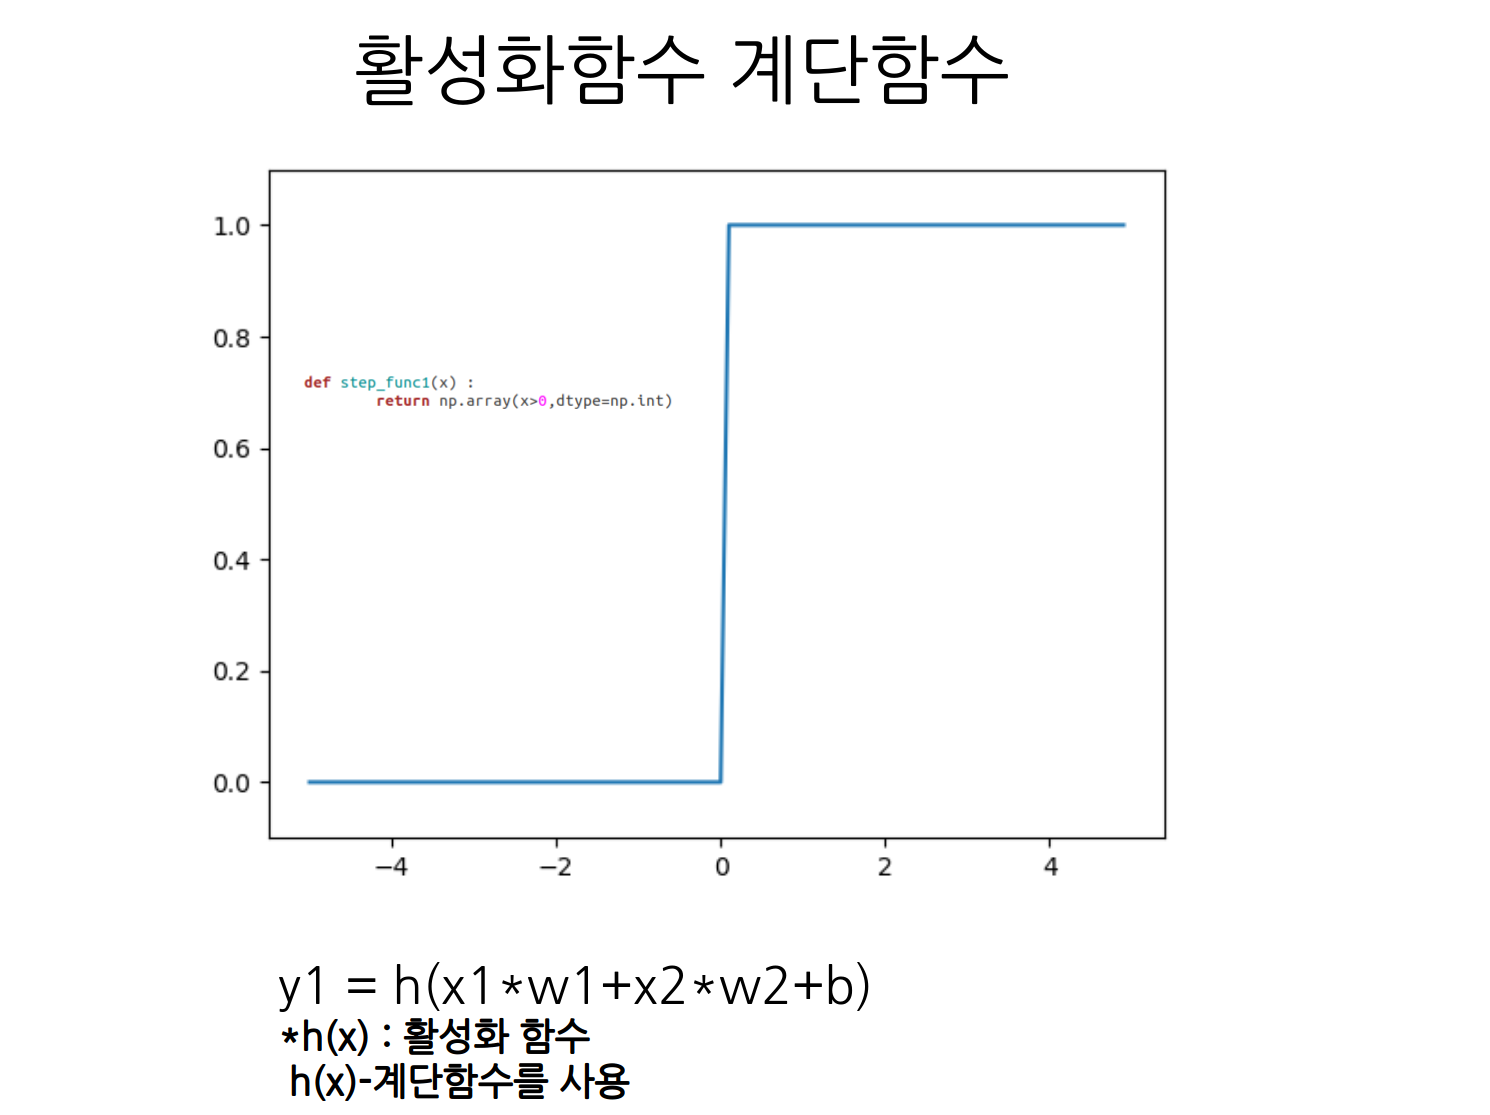 활성화함수 계단함수
1.0
0.8
def step_func1(x) :
return np.array(x>0,dtype=np.int)
0.6
0.4
0.2
0.0
−4 −2 0 2 4
y1 = h(x1*w1+x2*w2+b)
*h(x) : 활성화 함수
h(x)-계단함수를 사용